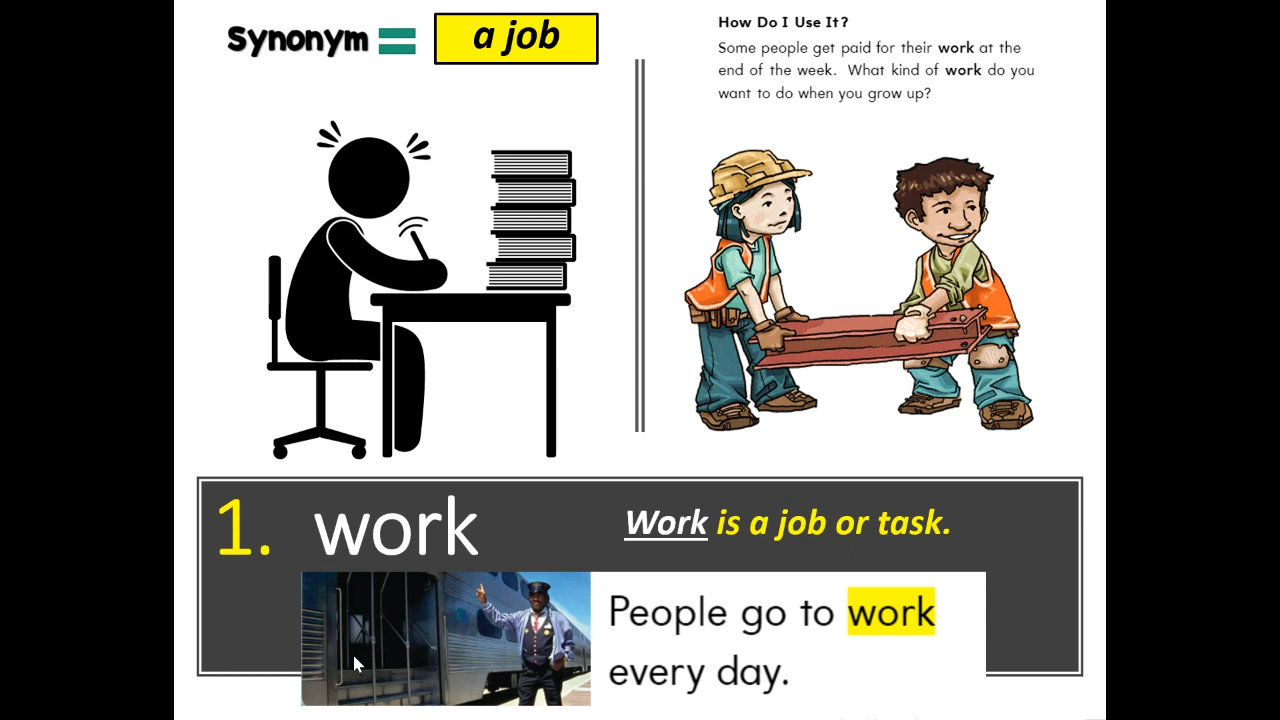 Synonym = a job
How Do I Use It?
Some people get paid for their work at the
end of the week. What kind of work do you
want to do when you grow up?
1. work
Work is a job or task.
People go to work
every day.